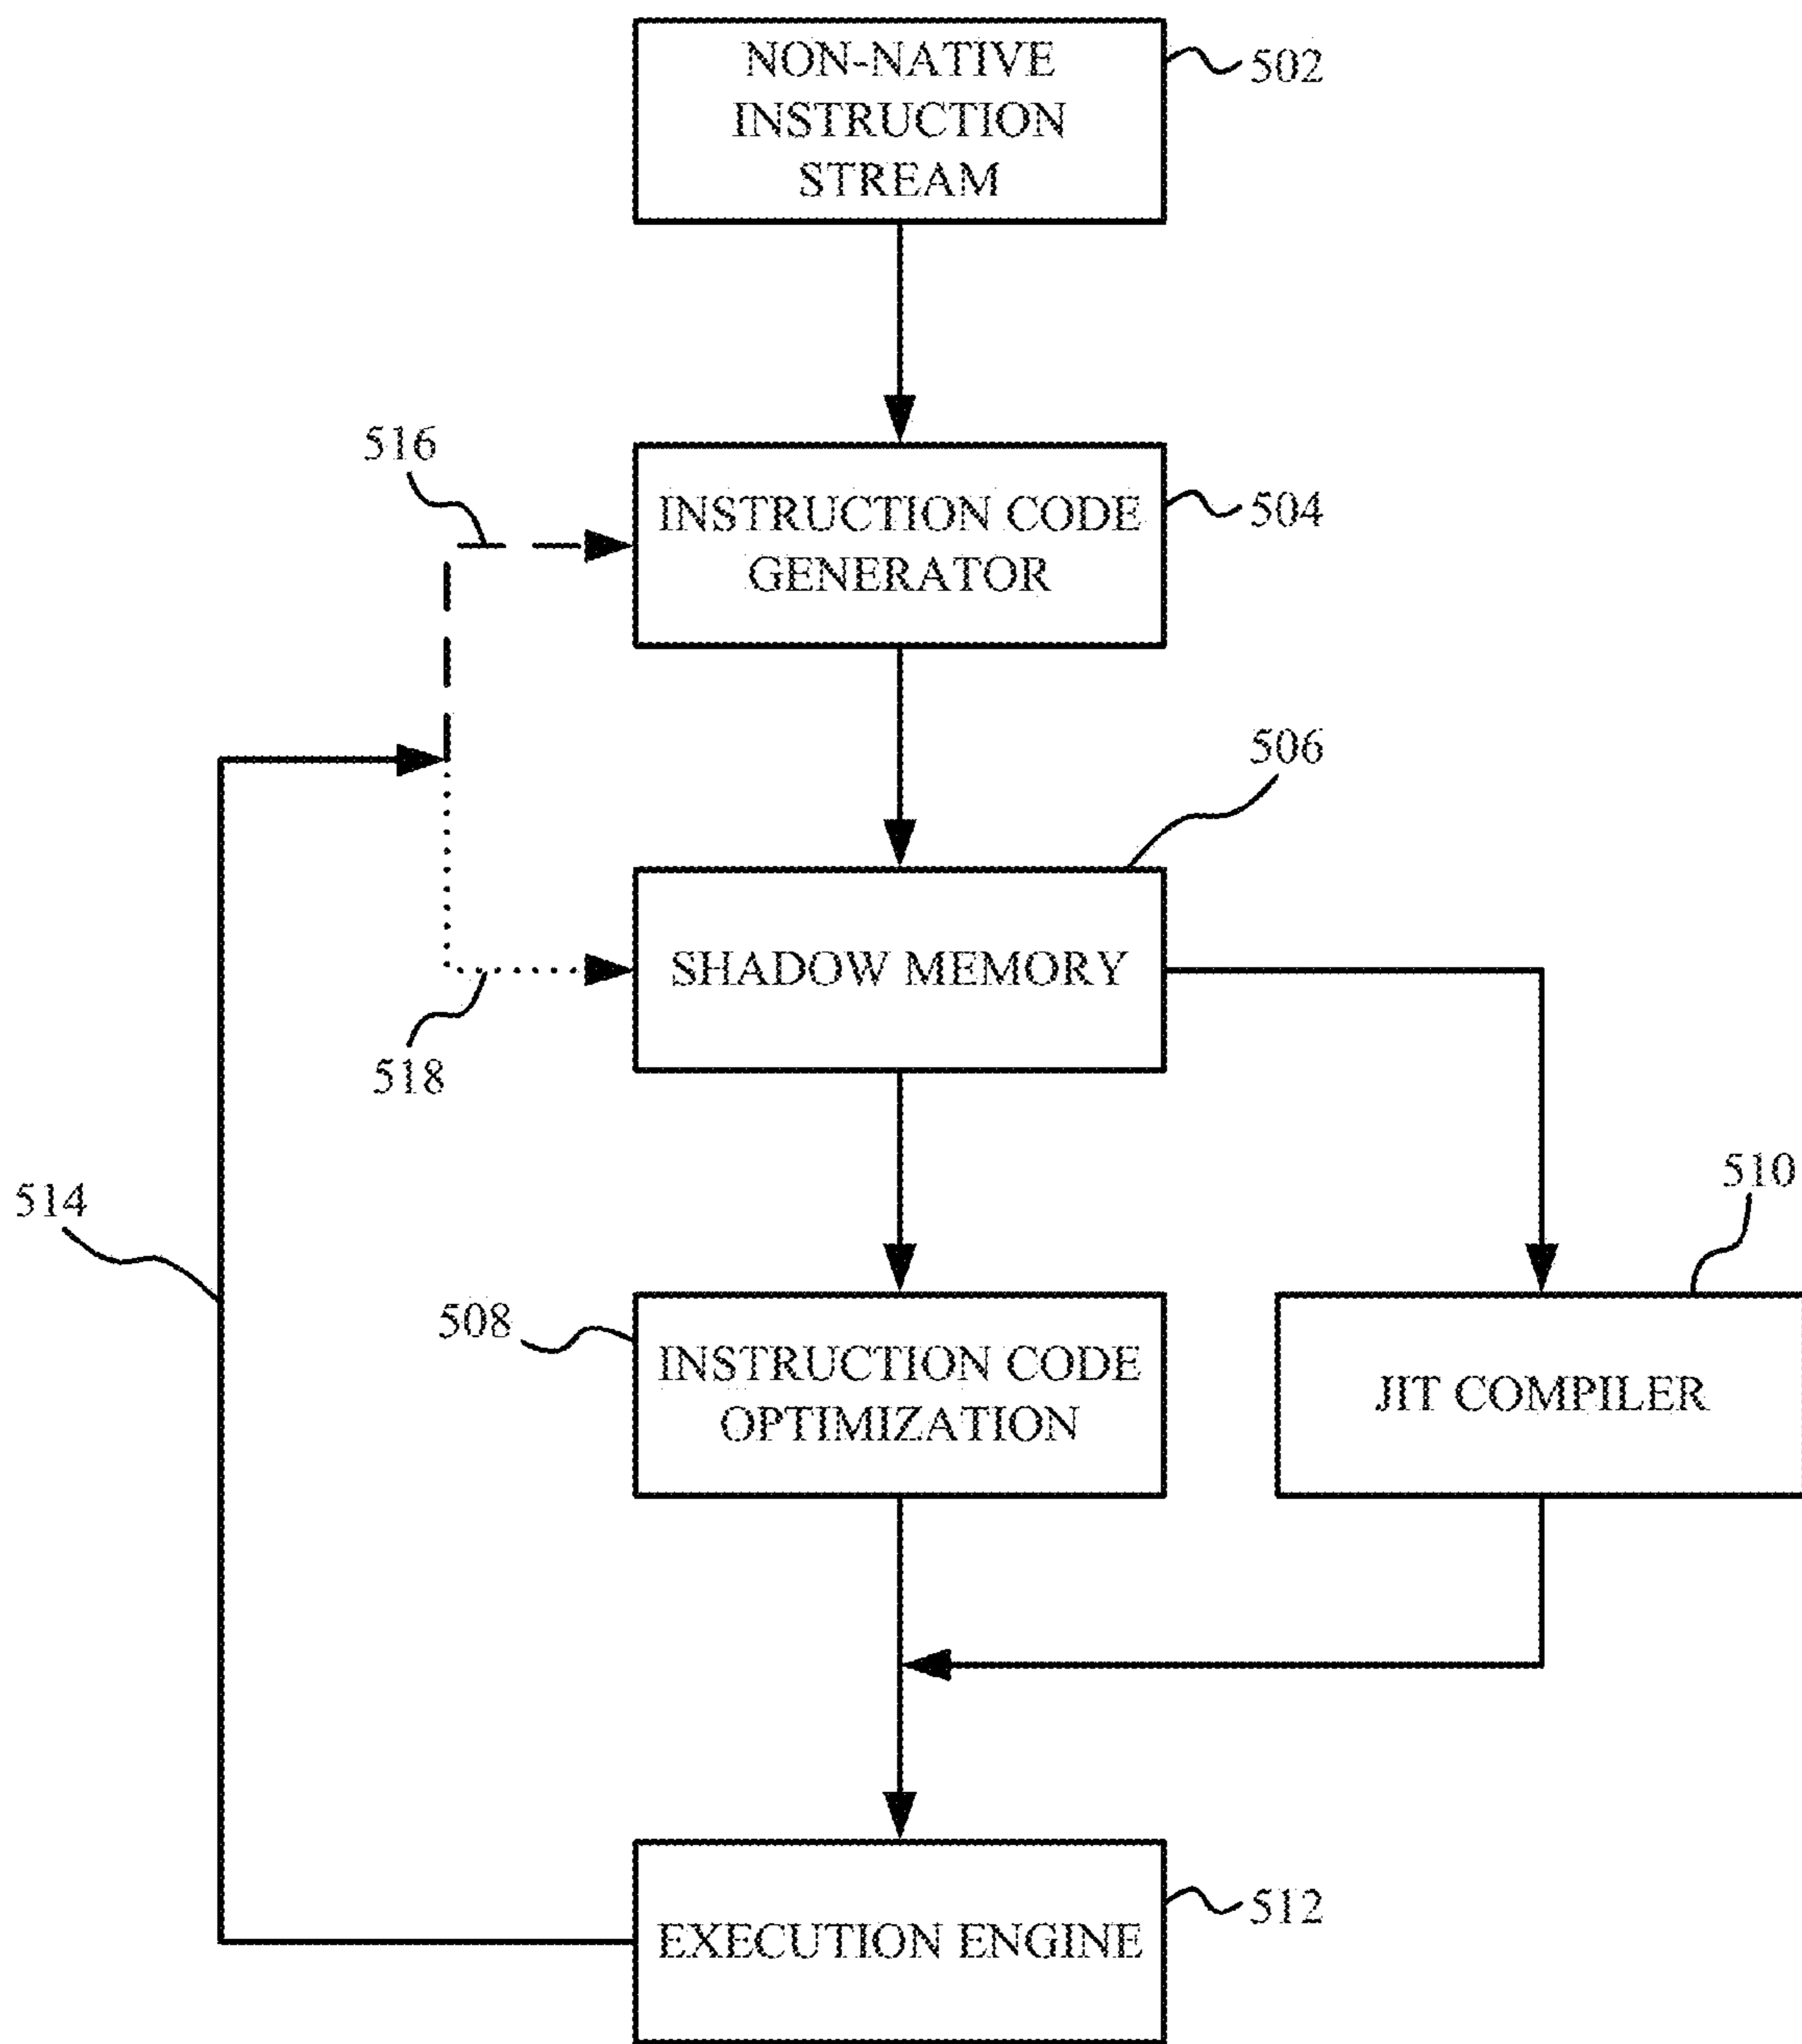 NON-NATIVE
INSTRUCTION
STREAM
502
516
INSTRUCTION CODE
GENERATOR
504
506
SHADOW MEMORY
518
514
510
508
INSTRUCTION CODE
OPTIMIZATION
JIT COMPILER
EXECUTION ENGINE
512